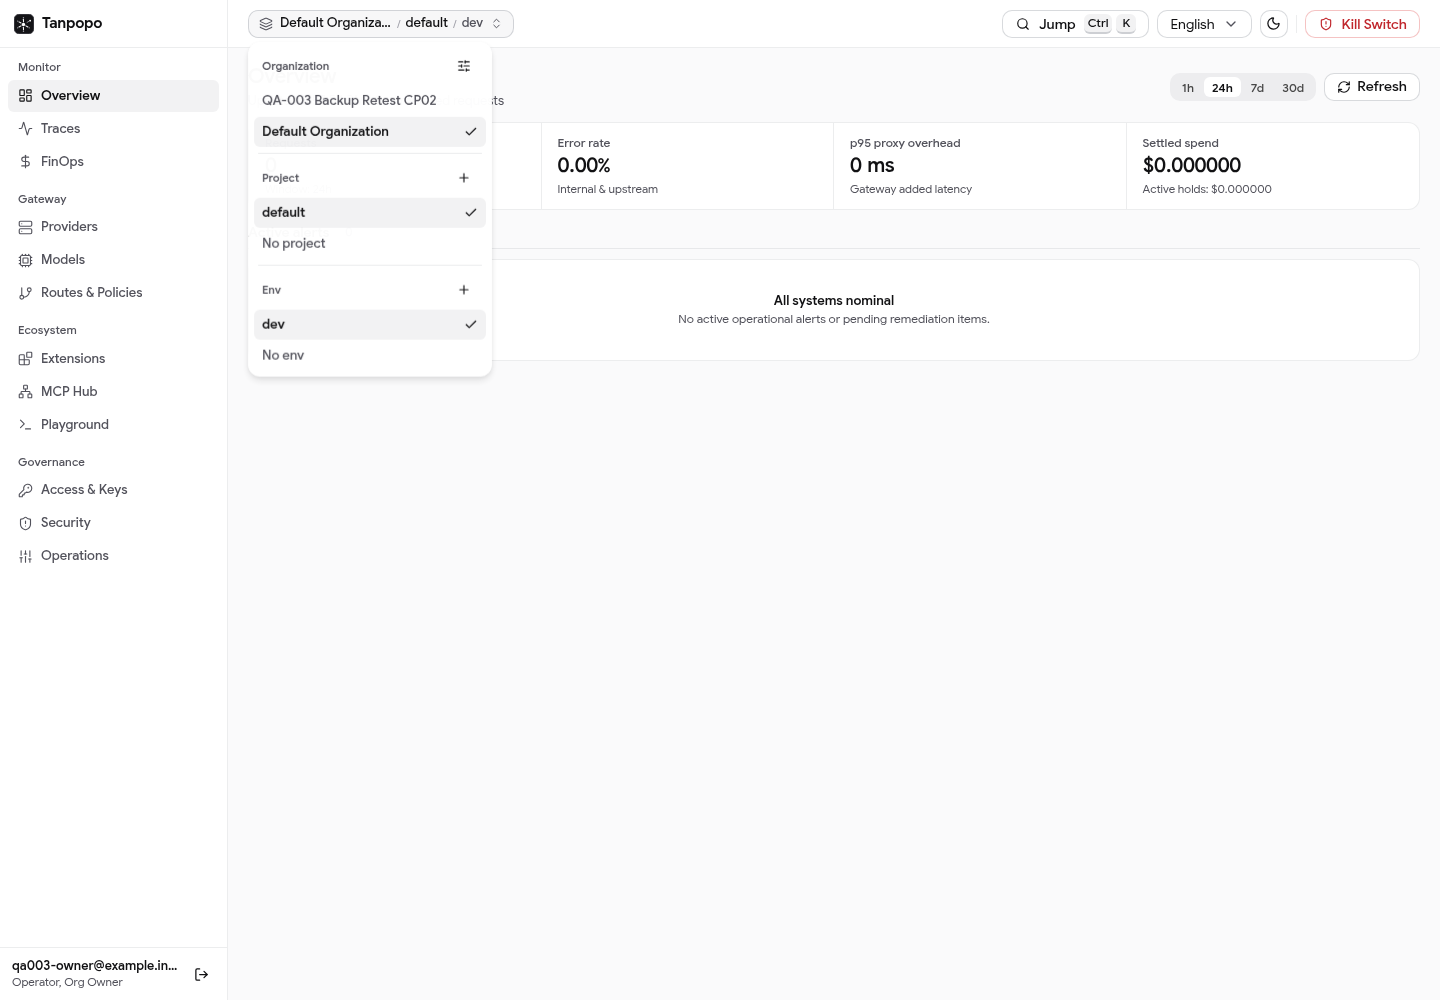 Tanpopo
Default Organiza... / default / dev
Jump Ctrl K
English
Kill Switch
Monitor
Overview
Traces
FinOps
Gateway
Providers
Models
Routes & Policies
Ecosystem
Extensions
MCP Hub
Playground
Governance
Access & Keys
Security
Operations
qa003-owner@example.in...
Operator, Org Owner
Organization
QA-003 Backup Retest CP02
Default Organization
Project
default
No project
Env
dev
No env
Overview
1h 24h 7d 30d
Refresh
Error rate
0.00%
Internal & upstream
p95 proxy overhead
0 ms
Gateway added latency
Settled spend
$0.000000
Active holds: $0.000000
All systems nominal
No active operational alerts or pending remediation items.